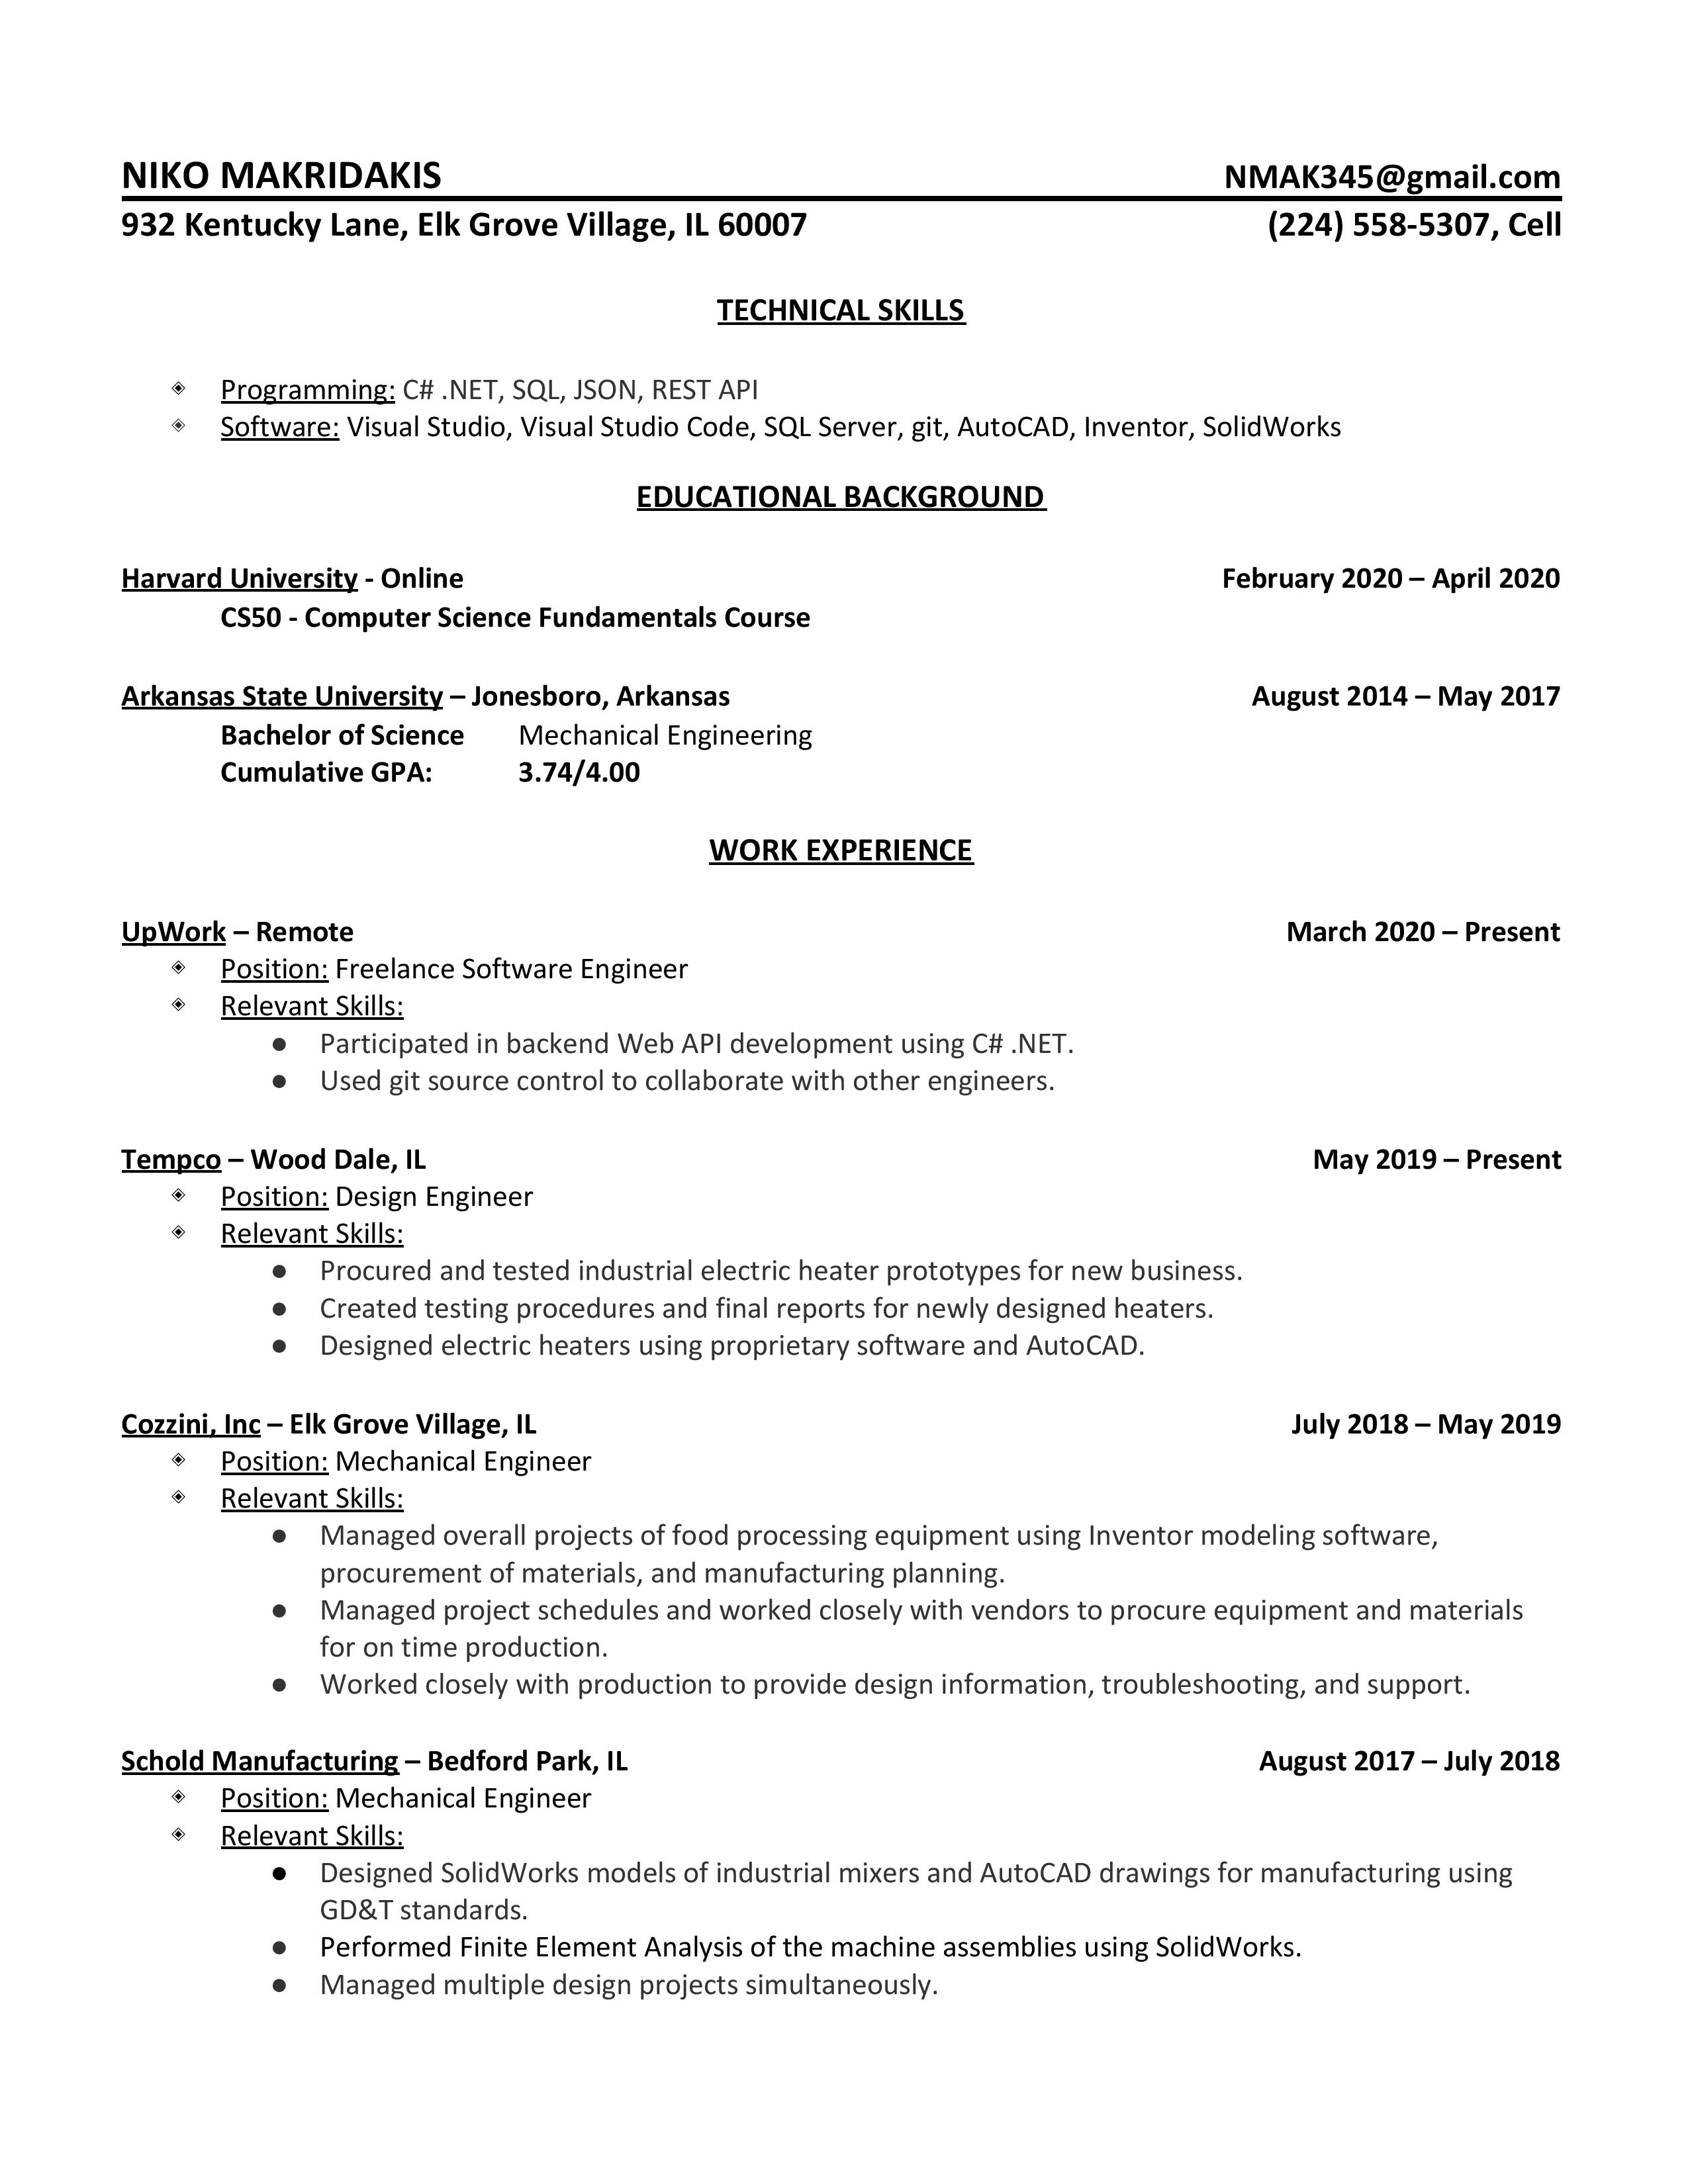 NIKO MAKRIDAKIS NMAK345@gmail.com
932 Kentucky Lane, Elk Grove Village, IL 60007 (224) 558-5307, Cell
TECHNICAL SKILLS
◈ Programming: C# .NET, SQL, JSON, REST API
◈ Software: Visual Studio, Visual Studio Code, SQL Server, git, AutoCAD, Inventor, SolidWorks
EDUCATIONAL BACKGROUND
Harvard University - Online February 2020 – April 2020
CS50 - Computer Science Fundamentals Course
Arkansas State University – Jonesboro, Arkansas August 2014 – May 2017
Bachelor of Science Mechanical Engineering
Cumulative GPA: 3.74/4.00
WORK EXPERIENCE
UpWork – Remote March 2020 – Present
◈ Position: Freelance Software Engineer
◈ Relevant Skills:
● Participated in backend Web API development using C# .NET.
● Used git source control to collaborate with other engineers.
Tempco – Wood Dale, IL May 2019 – Present
◈ Position: Design Engineer
◈ Relevant Skills:
● Procured and tested industrial electric heater prototypes for new business.
● Created testing procedures and final reports for newly designed heaters.
● Designed electric heaters using proprietary software and AutoCAD.
Cozzini, Inc – Elk Grove Village, IL July 2018 – May 2019
◈ Position: Mechanical Engineer
◈ Relevant Skills:
● Managed overall projects of food processing equipment using Inventor modeling software,
procurement of materials, and manufacturing planning.
● Managed project schedules and worked closely with vendors to procure equipment and materials
for on time production.
● Worked closely with production to provide design information, troubleshooting, and support.
Schold Manufacturing – Bedford Park, IL August 2017 – July 2018
◈ Position: Mechanical Engineer
◈ Relevant Skills:
● Designed SolidWorks models of industrial mixers and AutoCAD drawings for manufacturing using
GD&T standards.
● Performed Finite Element Analysis of the machine assemblies using SolidWorks.
● Managed multiple design projects simultaneously.